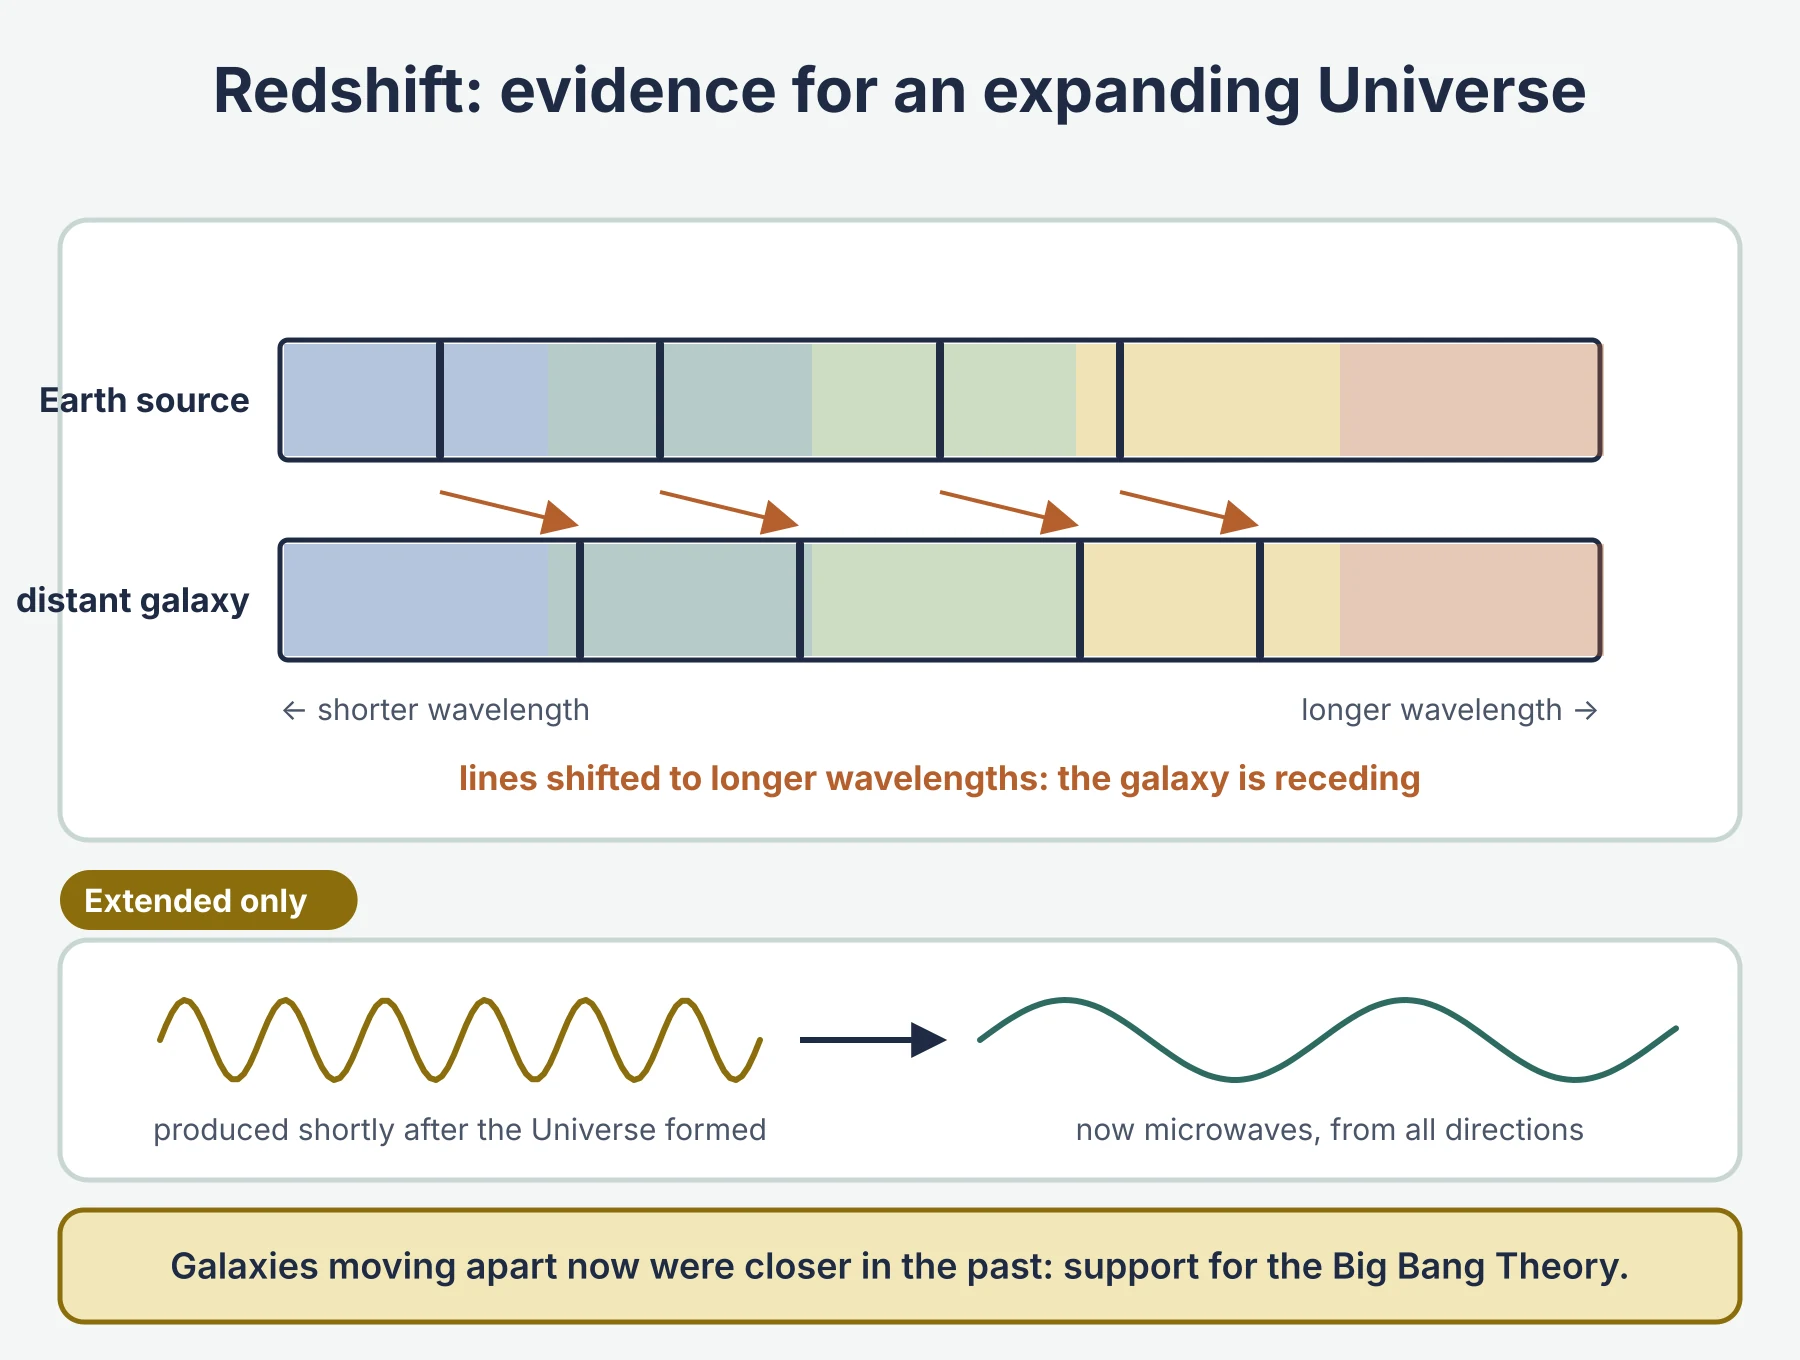 Redshift: evidence for an expanding Universe
Earth source
distant galaxy
← shorter wavelength
longer wavelength →
lines shifted to longer wavelengths: the galaxy is receding
Extended only
produced shortly after the Universe formed
now microwaves, from all directions
Galaxies moving apart now were closer in the past: support for the Big Bang Theory.